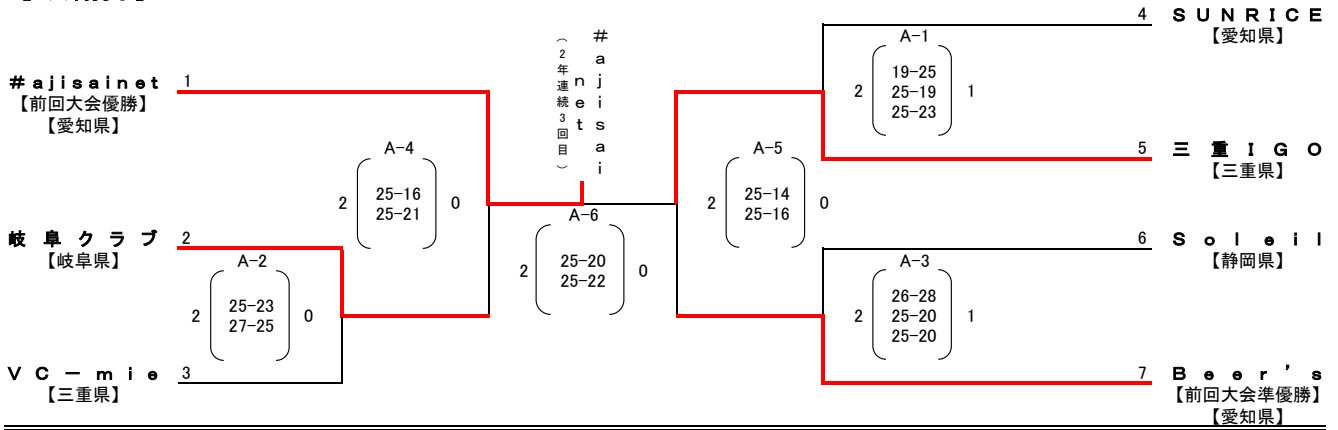 #ajisainet 1
【前回大会優勝】
【愛知県】
岐阜クラブ 2
【岐阜県】
VC－mie 3
【三重県】
A-2
2 25-23 0
27-25
A-4
2 25-16 0
25-21
#ajisai
net
（2年連続3回目）
A-6
2 25-20 0
25-22
A-5
2 25-14 0
25-16
A-1
19-25
2 25-19 1
25-23
A-3
26-28
2 25-20 1
25-20
4 SUNRICE
【愛知県】
5 三重IGO
【三重県】
6 Soleil
【静岡県】
7 Beer's
【前回大会準優勝】
【愛知県】